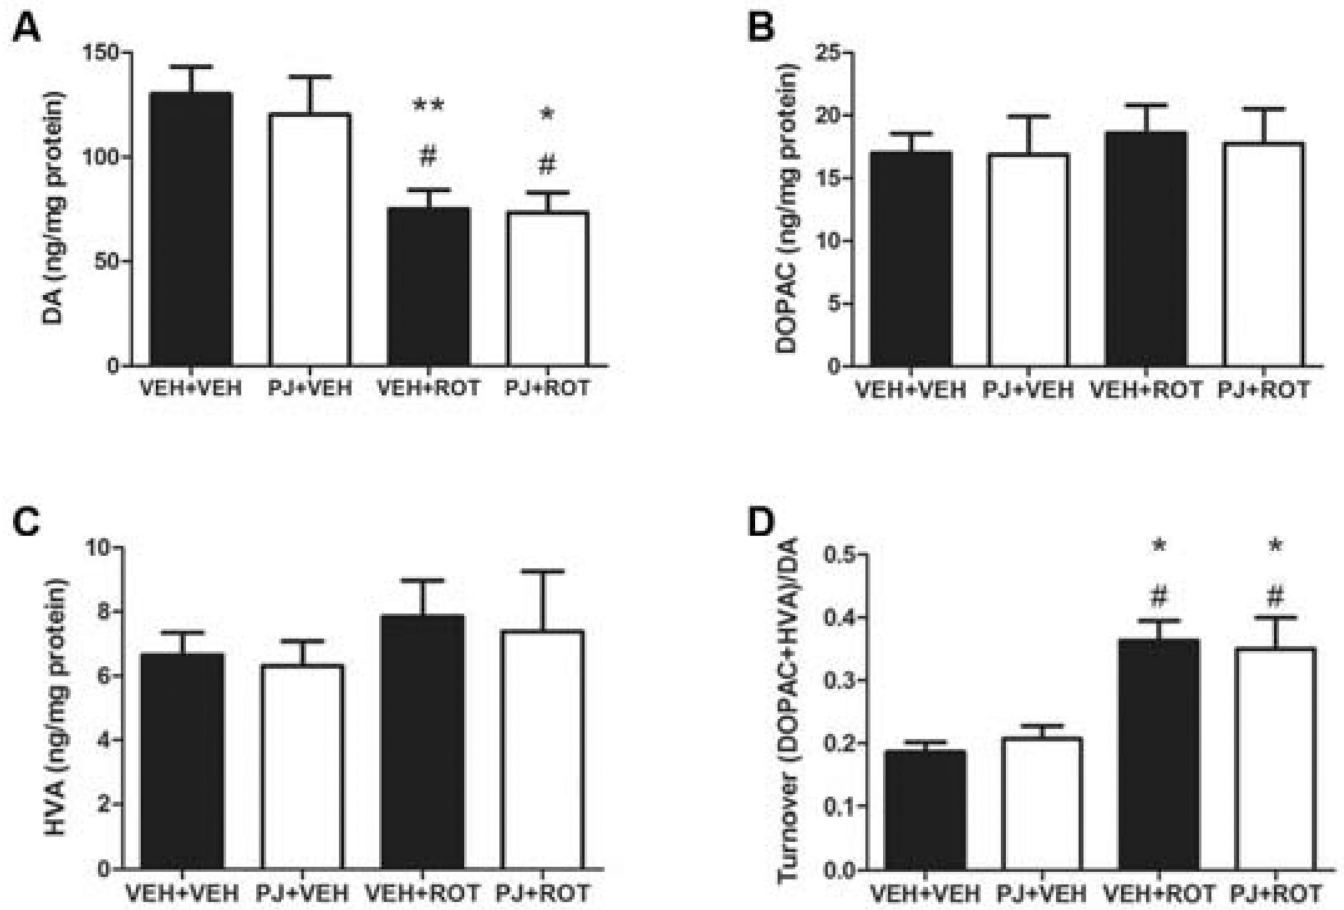 A
DA (ng/mg protein)
150
100
50
0
**
#
*
#
VEH+VEH PJ+VEH VEH+ROT PJ+ROT
B
DOPAC (ng/mg protein)
25
20
15
10
5
0
VEH+VEH PJ+VEH VEH+ROT PJ+ROT
C
HVA (ng/mg protein)
10
8
6
4
2
0
VEH+VEH PJ+VEH VEH+ROT PJ+ROT
D
Turnover (DOPAC+HVA)/DA
0.5
0.4
0.3
0.2
0.1
0.0
*
#
*
#
VEH+VEH PJ+VEH VEH+ROT PJ+ROT